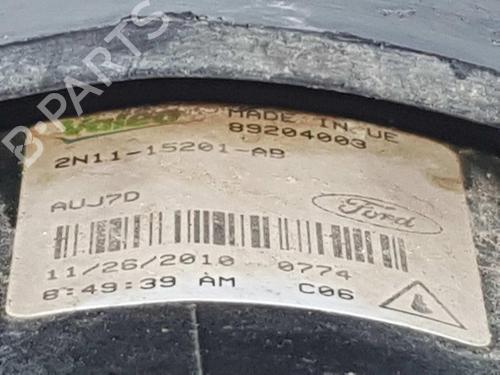 B-PARTS
Valeo
MADE IN UE
89204003
2N11-15201-AB
AUJ7D
Ford
11/26/2010 0774
8:49:39 AM C06